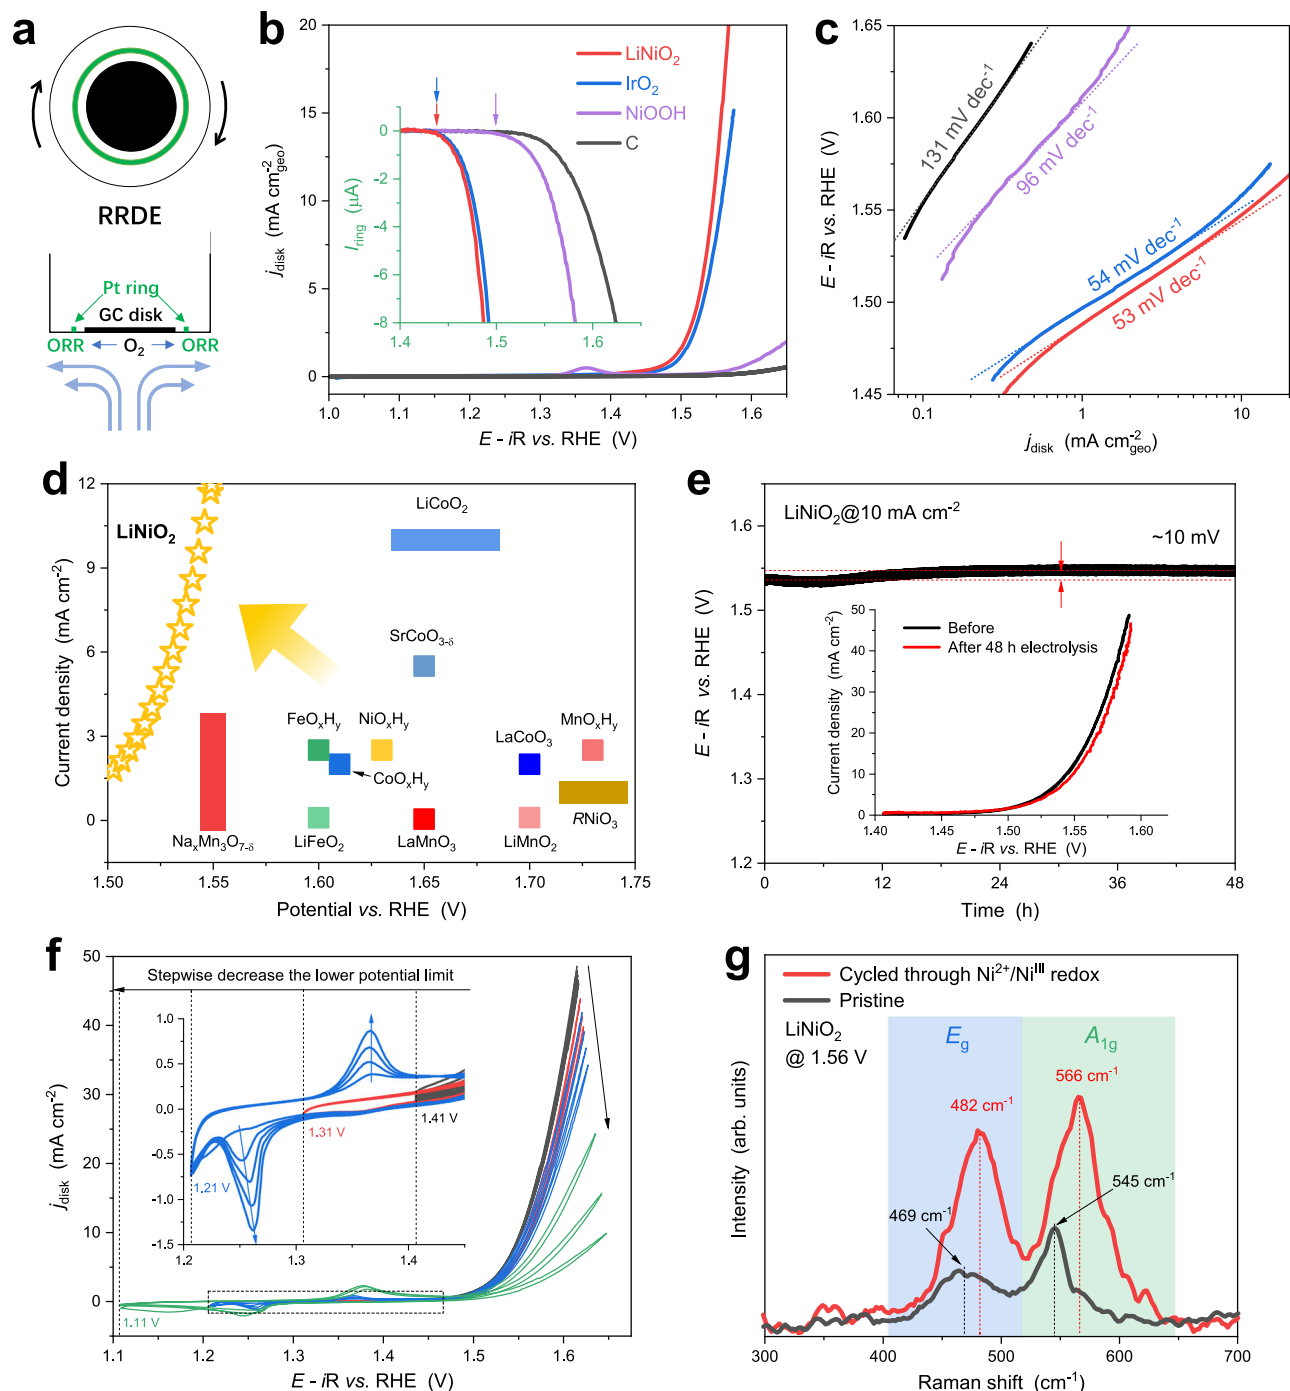 a
RRDE
Pt ring
GC disk
ORR
O₂
ORR
b
20
15
10
5
0
j_disk (mA cm⁻²_geo)
1.0
1.1
1.2
1.3
1.4
1.5
1.6
E - iR vs. RHE (V)
LiNiO₂
IrO₂
NiOOH
C
0
-2
-4
-6
-8
I_ring (μA)
1.4
1.5
1.6
c
1.65
1.60
1.55
1.50
1.45
E - iR vs. RHE (V)
131 mV dec⁻¹
96 mV dec⁻¹
54 mV dec⁻¹
53 mV dec⁻¹
0.1
1
10
j_disk (mA cm⁻²_geo)
d
12
9
6
3
0
Current density (mA cm⁻²)
LiNiO₂
LiCoO₂
SrCoO₃₋δ
FeOₓHᵧ
NiOₓHᵧ
CoOₓHᵧ
LaCoO₃
MnOₓHᵧ
RNiO₃
NaₓMn₃O₇₋δ
LiFeO₂
LaMnO₃
LiMnO₂
1.50
1.55
1.60
1.65
1.70
1.75
Potential vs. RHE (V)
e
1.6
1.5
1.4
1.3
1.2
E - iR vs. RHE (V)
LiNiO₂@10 mA cm⁻²
~10 mV
50
40
30
20
10
0
Current density (mA cm⁻²)
Before
After 48 h electrolysis
1.40
1.45
1.50
1.55
1.60
E - iR vs. RHE (V)
0
12
24
36
48
Time (h)
f
50
40
30
20
10
0
j_disk (mA cm⁻²)
Stepwise decrease the lower potential limit
1.0
0.5
0.0
-0.5
-1.0
-1.5
1.21 V
1.31 V
1.41 V
1.2
1.3
1.4
1.11 V
1.1
1.2
1.3
1.4
1.5
1.6
E - iR vs. RHE (V)
g
Intensity (arb. units)
Cycled through Ni²⁺/Niᴵᴵᴵ redox
Pristine
LiNiO₂
@ 1.56 V
E_g
A_1g
482 cm⁻¹
566 cm⁻¹
469 cm⁻¹
545 cm⁻¹
300
400
500
600
700
Raman shift (cm⁻¹)